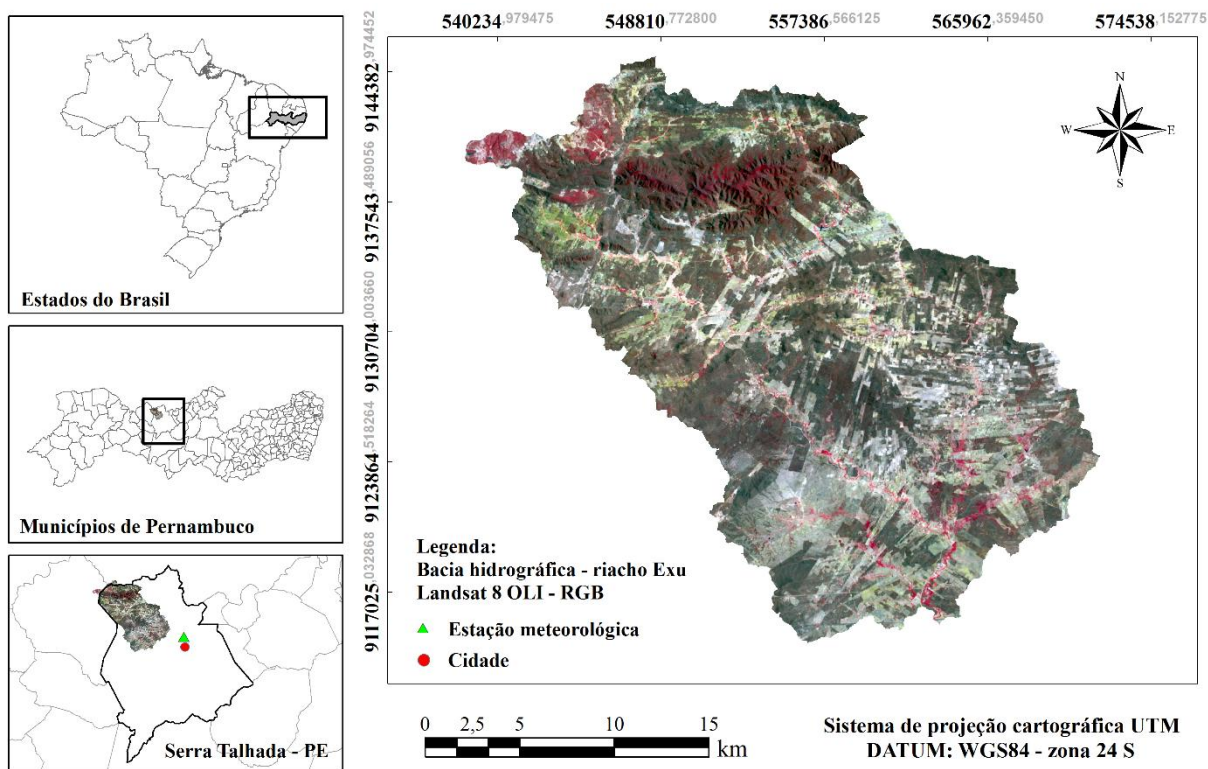 540234,979475 548810,772800 557386,566125 565962,359450 574538,152775
9144382,974452
9137543,489056
9130704,003660
9123864,518264
9117025,032868
Estados do Brasil
Municípios de Pernambuco
Serra Talhada - PE
N
W E
S
Legenda:
Bacia hidrográfica - riacho Exu
Landsat 8 OLI - RGB
Estação meteorológica
Cidade
0 2,5 5 10 15
km
Sistema de projeção cartográfica UTM
DATUM: WGS84 - zona 24 S